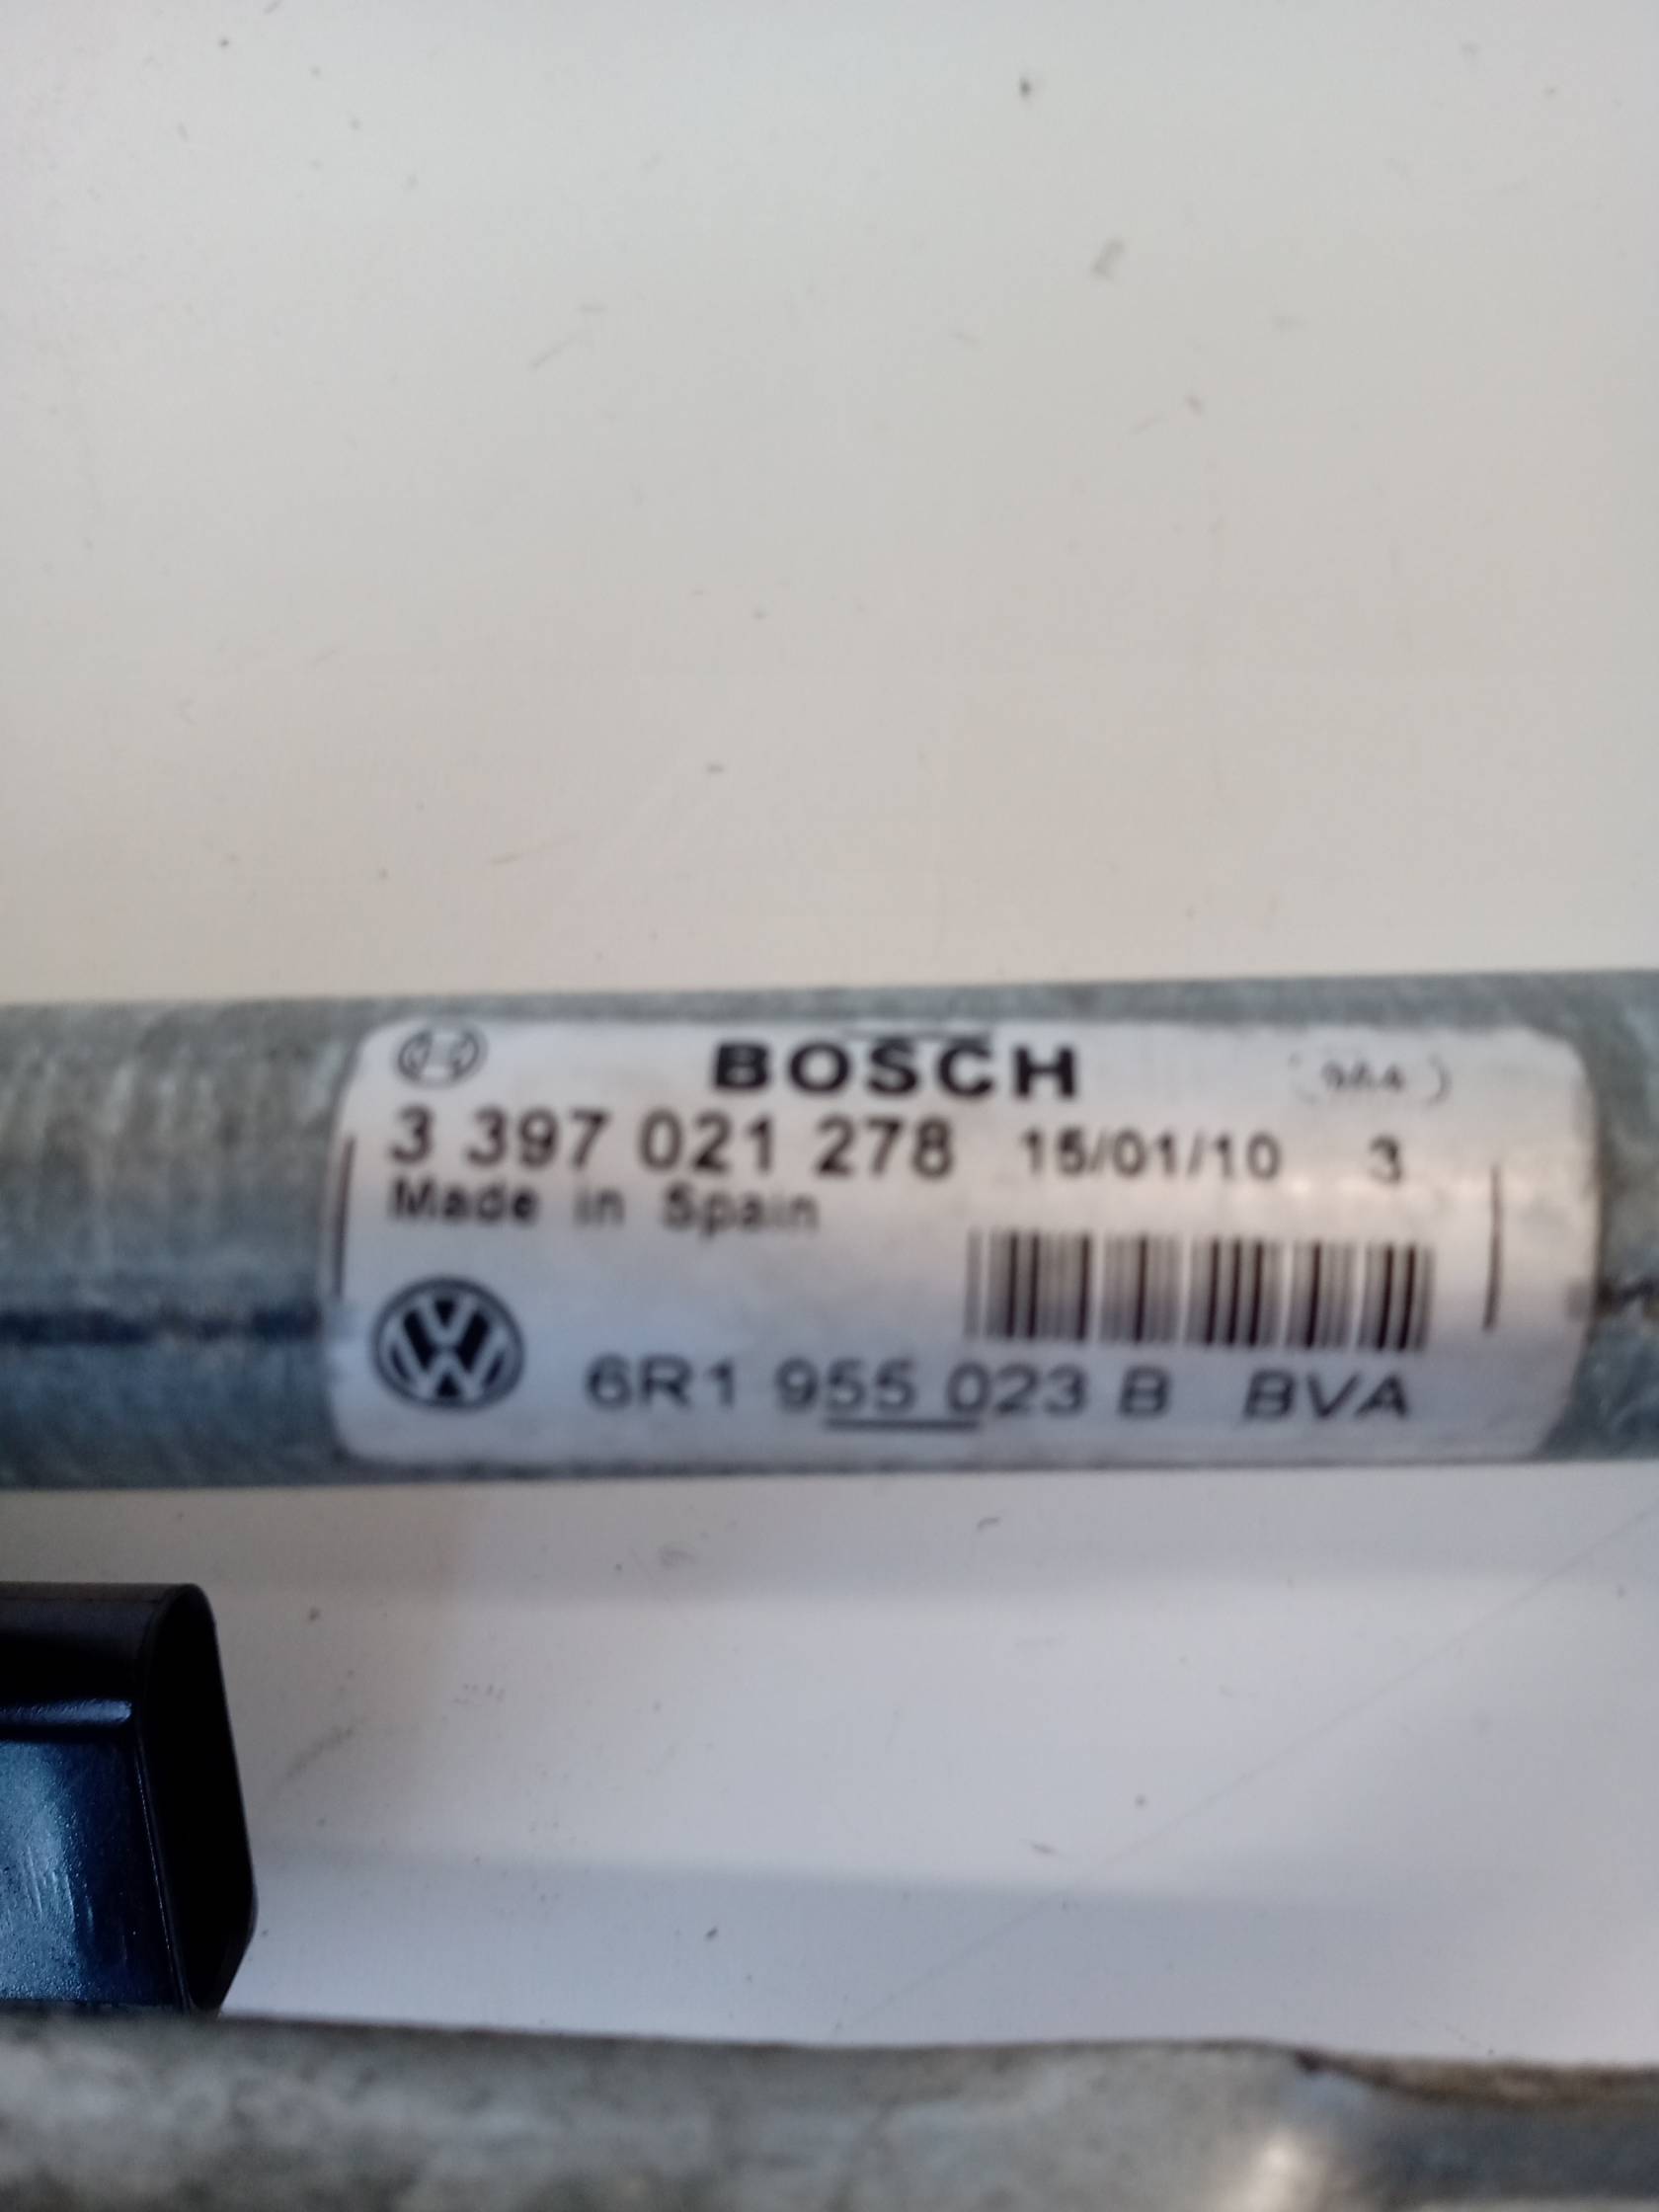 BOSCH
3 397 021 278 15/01/10 3
Made in Spain
6R1 955 023 B BVA